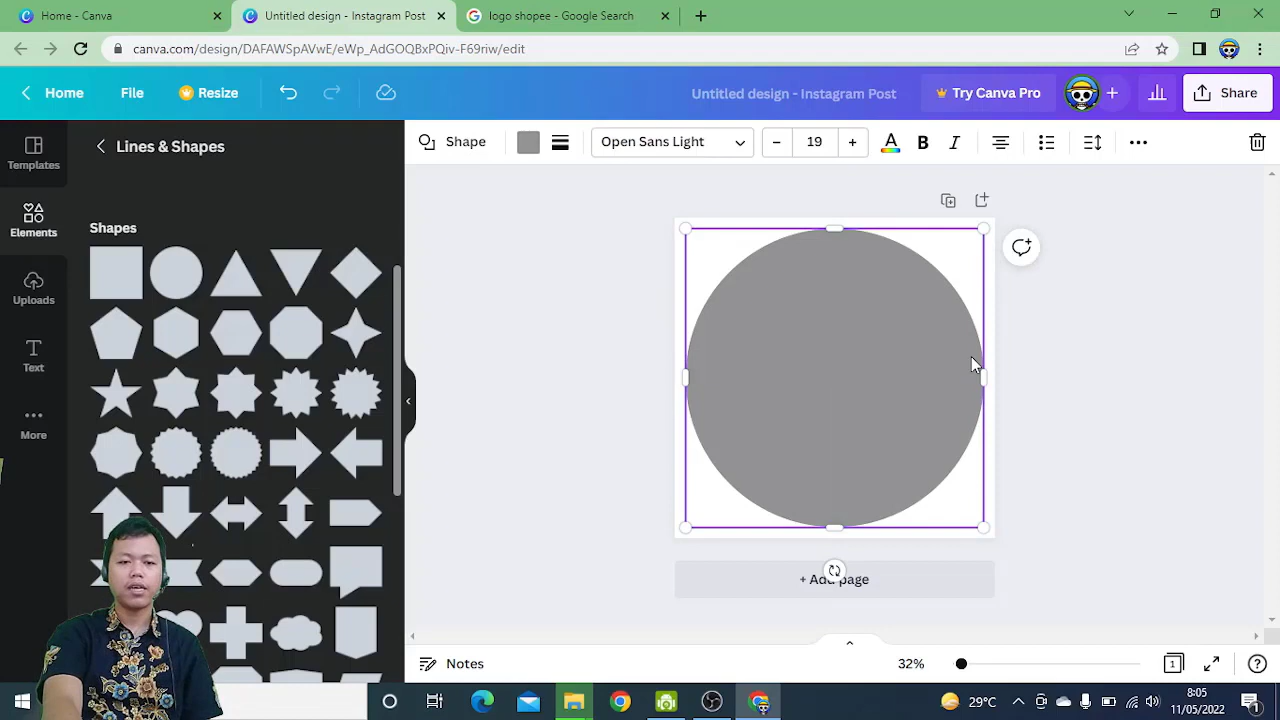 Home - Canva
Untitled design - Instagram Post
logo shopee - Google Search
canva.com/design/DAFAWSpAVwE/eWp_AdGOQBxPQiv-F69riw/edit
Home
File
Resize
Untitled design - Instagram Post
Try Canva Pro
Share
Templates
Elements
Uploads
Text
More
Lines & Shapes
Shapes
Shape
Open Sans Light
19
A
B
I
+ Add page
Notes
32%
1
29°C
8:05
11/05/2022
1